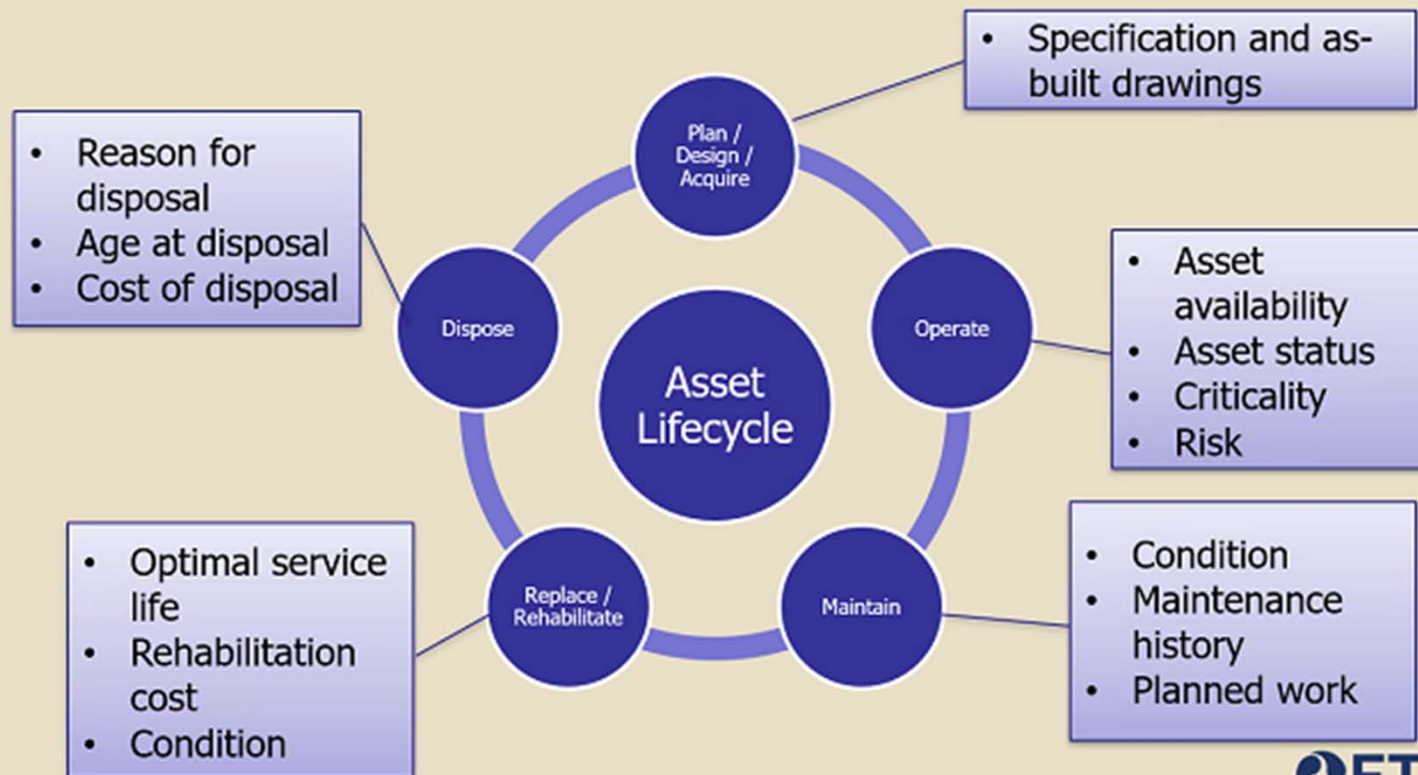 • Specification and as-
built drawings
Plan /
Design /
Acquire
• Reason for
disposal
• Age at disposal
• Cost of disposal
Dispose
Operate
• Asset
availability
• Asset status
• Criticality
• Risk
Asset
Lifecycle
• Optimal service
life
• Rehabilitation
cost
• Condition
Replace /
Rehabilitate
Maintain
• Condition
• Maintenance
history
• Planned work